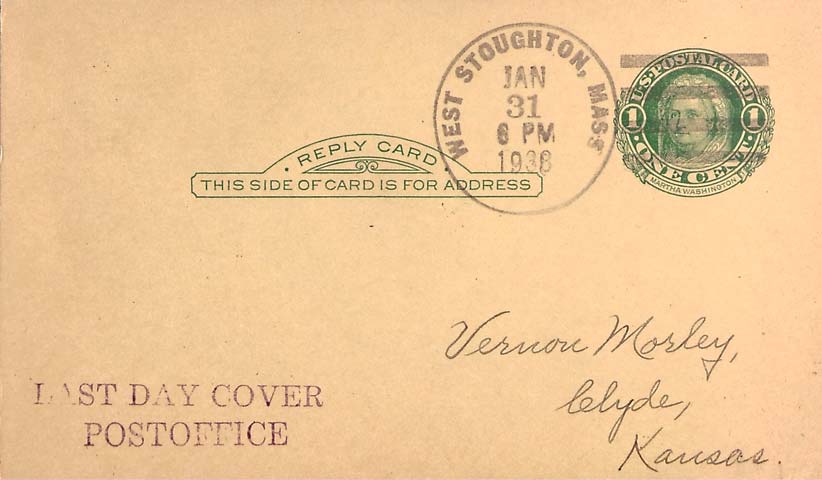 WEST STOUGHTON, MASS
JAN
31
6 PM
1938
U·S·POSTAL CARD
1 1
ONE CENT
MARTHA WASHINGTON
REPLY CARD
THIS SIDE OF CARD IS FOR ADDRESS
Vernon Morley,
Clyde,
Kansas.
LAST DAY COVER
POSTOFFICE